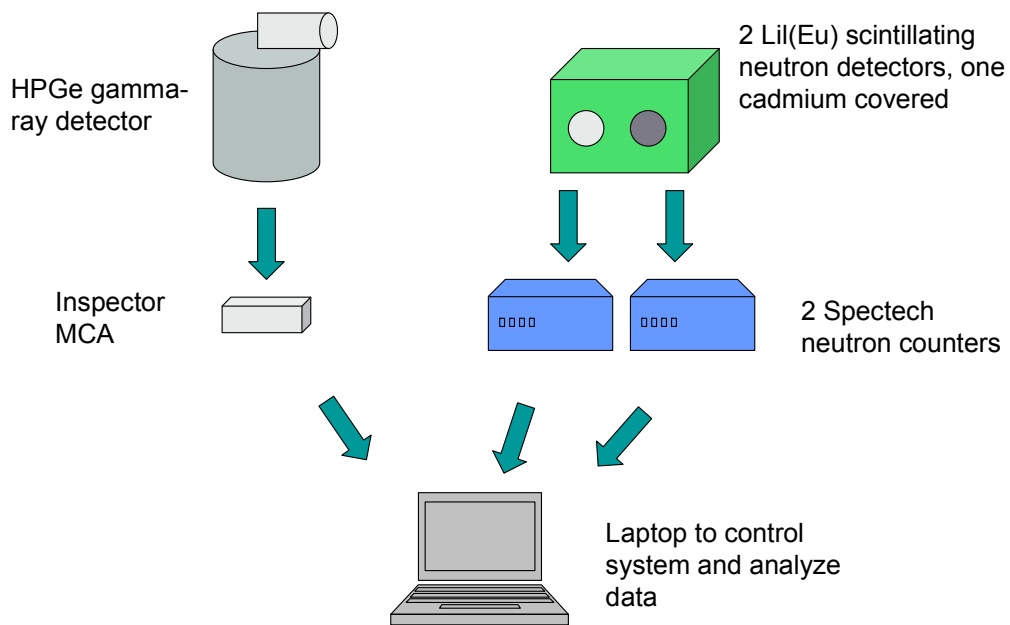 HPGe gamma-
ray detector
2 LiI(Eu) scintillating
neutron detectors, one
cadmium covered
Inspector
MCA
2 Spectech
neutron counters
Laptop to control
system and analyze
data